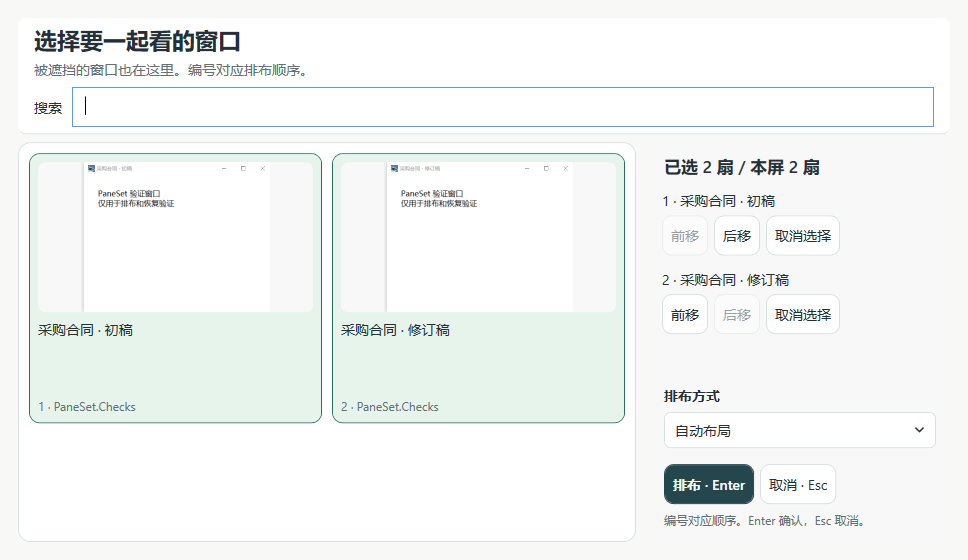 选择要一起看的窗口
被遮挡的窗口也在这里。编号对应排布顺序。
搜索
采购合同 · 初稿
PaneSet 验证窗口
仅用于排布和恢复验证
采购合同 · 初稿
1 · PaneSet.Checks
采购合同 · 修订稿
PaneSet 验证窗口
仅用于排布和恢复验证
采购合同 · 修订稿
2 · PaneSet.Checks
已选 2 扇 / 本屏 2 扇
1 · 采购合同 · 初稿
前移 后移 取消选择
2 · 采购合同 · 修订稿
前移 后移 取消选择
排布方式
自动布局
排布 · Enter 取消 · Esc
编号对应顺序。Enter 确认，Esc 取消。